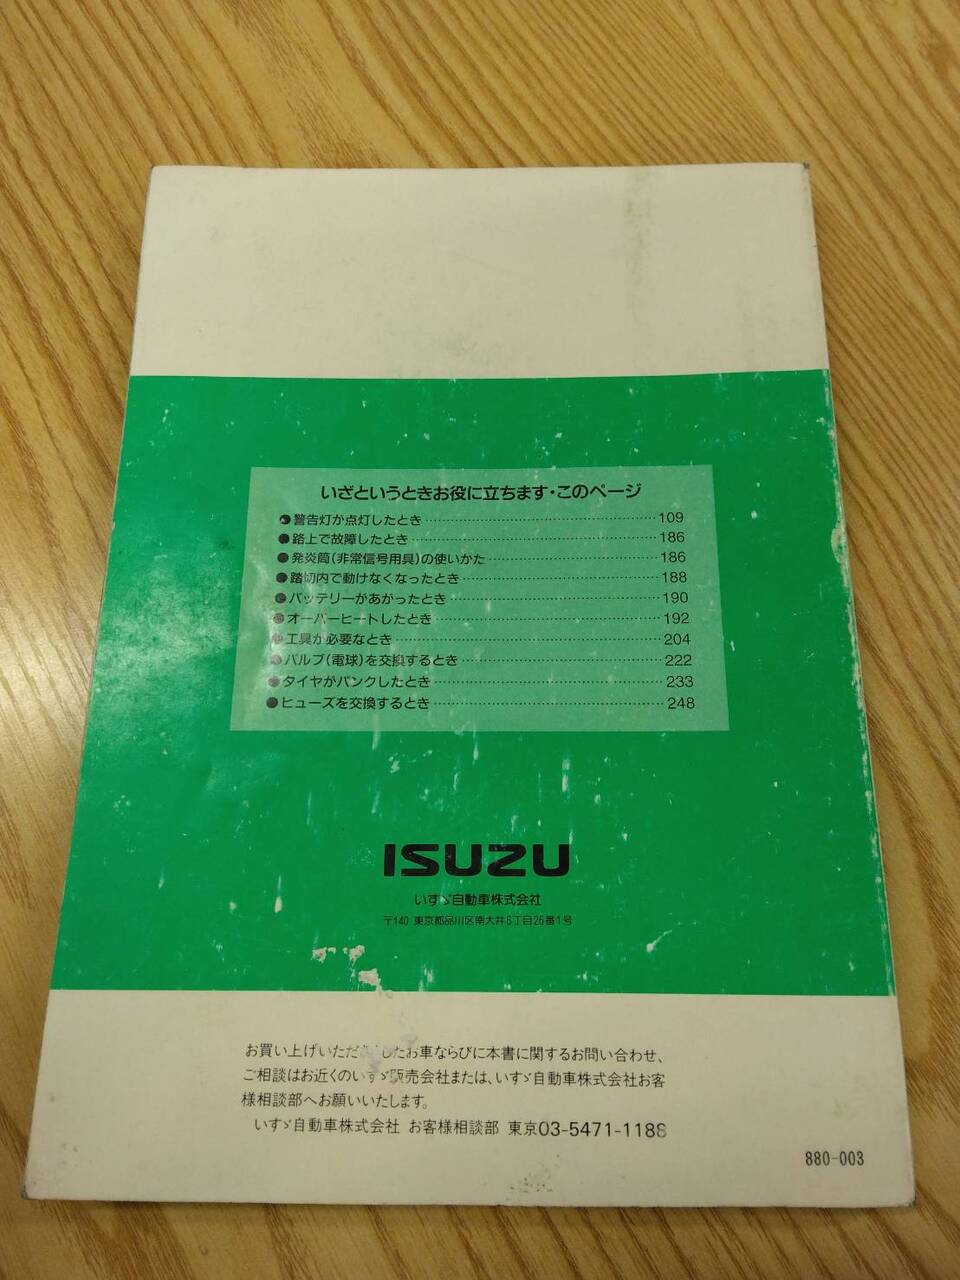 いざというときお役に立ちます・このページ
●警告灯が点灯したとき 109
●路上で故障したとき 186
●発炎筒(非常信号用具)の使いかた 186
●踏切内で動けなくなったとき 188
●バッテリーがあがったとき 190
●オーバーヒートしたとき 192
●工具が必要なとき 204
●バルブ(電球)を交換するとき 222
●タイヤがパンクしたとき 233
●ヒューズを交換するとき 248
ISUZU
いすゞ自動車株式会社
〒140 東京都品川区南大井6丁目26番1号
お買い上げいただ したお車ならびに本書に関するお問い合わせ、
ご相談はお近くのいすゞ販売会社または、いすゞ自動車株式会社お客
様相談部へお願いいたします。
いすゞ自動車株式会社 お客様相談部 東京03-5471-1188
880-003